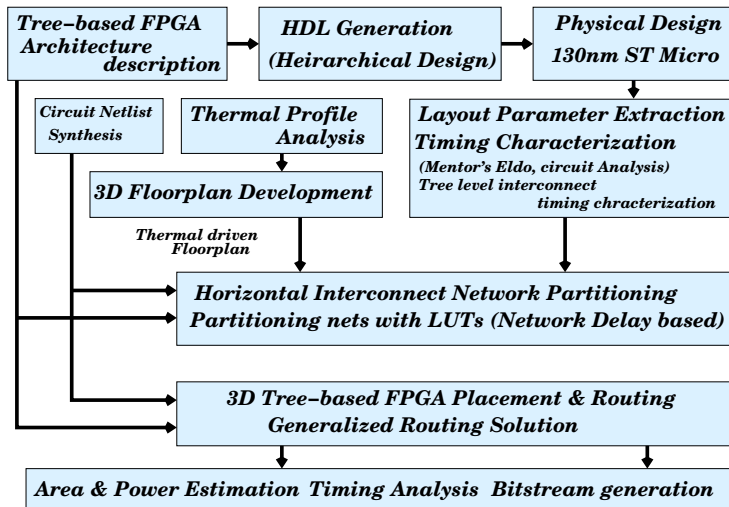 Tree-based FPGA
Architecture
description
HDL Generation
(Heirarchical Design)
Physical Design
130nm ST Micro
Circuit Netlist
Synthesis
Thermal Profile
Analysis
Layout Parameter Extraction
Timing Characterization
(Mentor's Eldo, circuit Analysis)
Tree level interconnect
timing chracterization
3D Floorplan Development
Thermal driven
Floorplan
Horizontal Interconnect Network Partitioning
Partitioning nets with LUTs (Network Delay based)
3D Tree-based FPGA Placement & Routing
Generalized Routing Solution
Area & Power Estimation Timing Analysis Bitstream generation